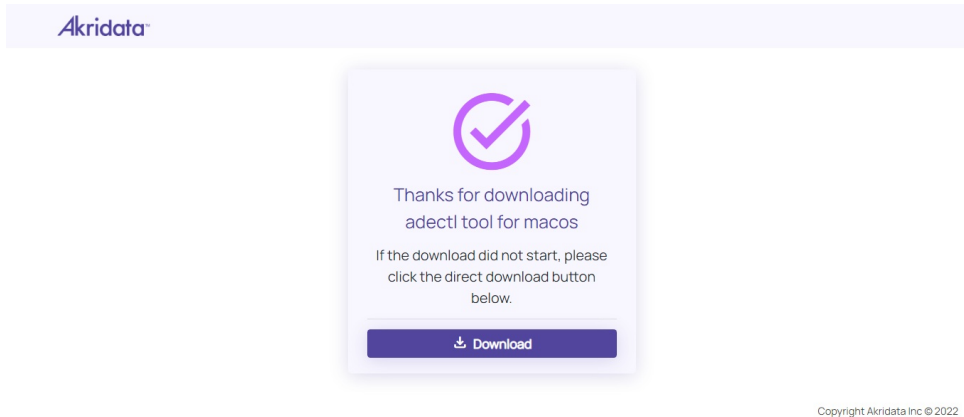 Akridata™
Thanks for downloading
adectl tool for macos
If the download did not start, please
click the direct download button
below.
Download
Copyright Akridata Inc © 2022